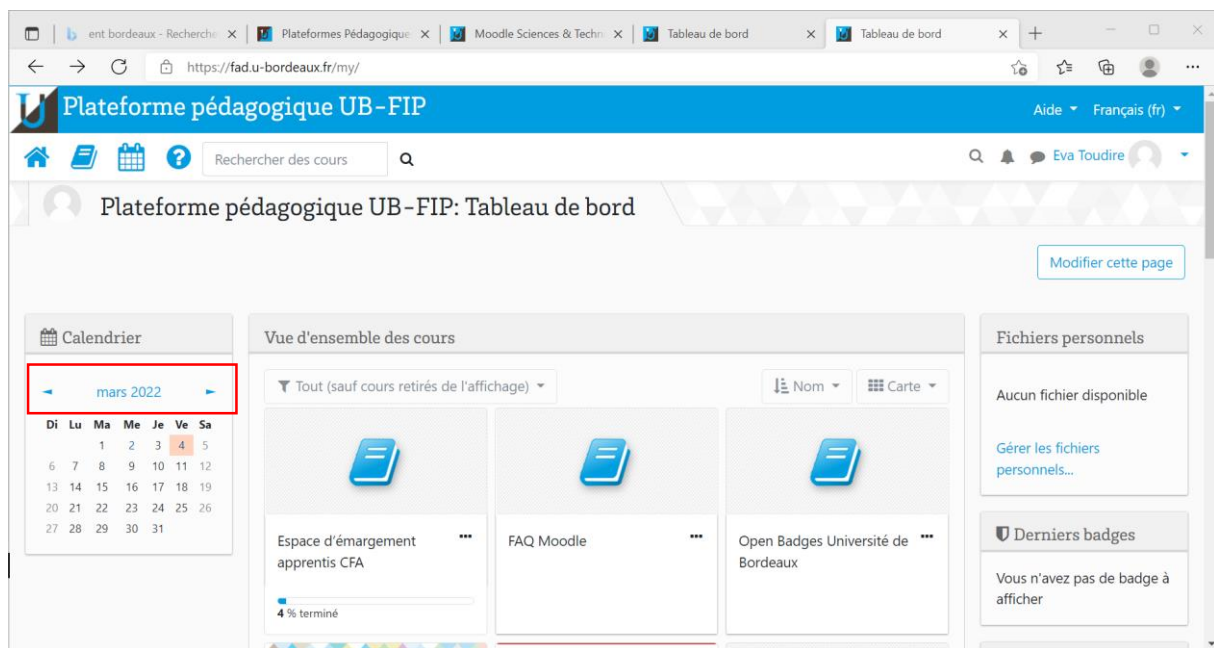 ent bordeaux - Recherche
Plateformes Pédagogique
Moodle Sciences & Techn
Tableau de bord
Tableau de bord
https://fad.u-bordeaux.fr/my/
Plateforme pédagogique UB-FIP
Aide
Français (fr)
Rechercher des cours
Eva Toudire
Plateforme pédagogique UB-FIP: Tableau de bord
Modifier cette page
Calendrier
mars 2022
Di Lu Ma Me Je Ve Sa
1 2 3 4 5
6 7 8 9 10 11 12
13 14 15 16 17 18 19
20 21 22 23 24 25 26
27 28 29 30 31
Vue d'ensemble des cours
Tout (sauf cours retirés de l'affichage)
Nom
Carte
Espace d'émargement
apprentis CFA
4 % terminé
FAQ Moodle
Open Badges Université de
Bordeaux
Fichiers personnels
Aucun fichier disponible
Gérer les fichiers
personnels...
Derniers badges
Vous n'avez pas de badge à
afficher